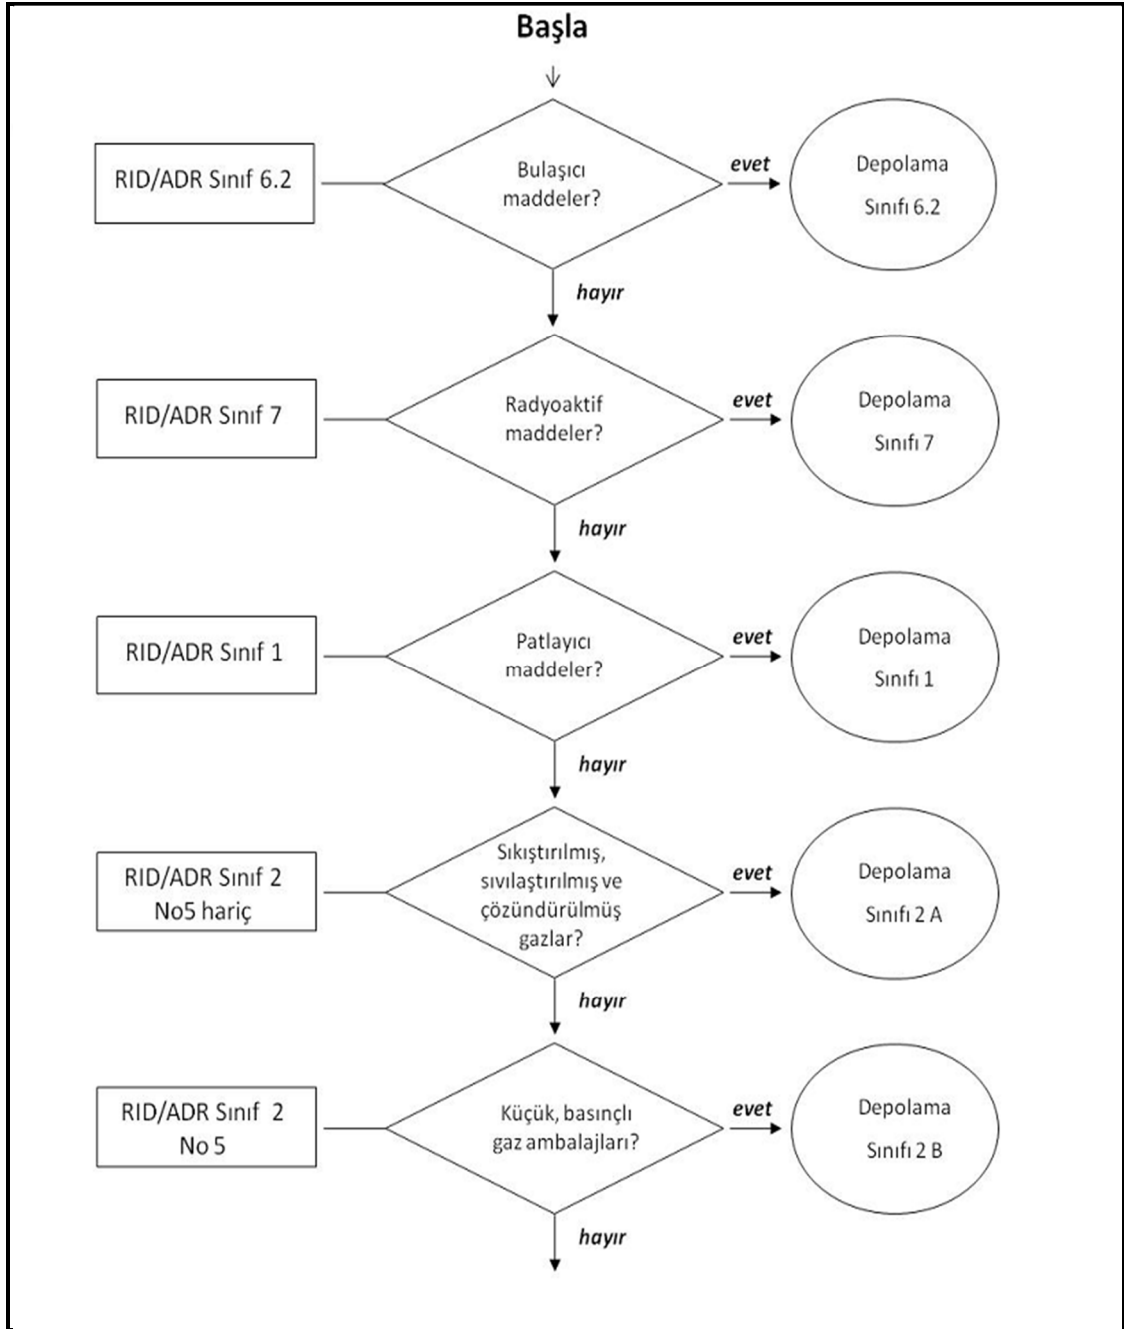 Başla
RID/ADR Sınıf 6.2
Bulaşıcı
maddeler?
evet
Depolama
Sınıfı 6.2
hayır
RID/ADR Sınıf 7
Radyoaktif
maddeler?
evet
Depolama
Sınıfı 7
hayır
RID/ADR Sınıf 1
Patlayıcı
maddeler?
evet
Depolama
Sınıfı 1
hayır
RID/ADR Sınıf 2
No5 hariç
Sıkıştırılmış,
sıvılaştırılmış ve
çözündürülmüş
gazlar?
evet
Depolama
Sınıfı 2 A
hayır
RID/ADR Sınıf 2
No 5
Küçük, basınçlı
gaz ambalajları?
evet
Depolama
Sınıfı 2 B
hayır